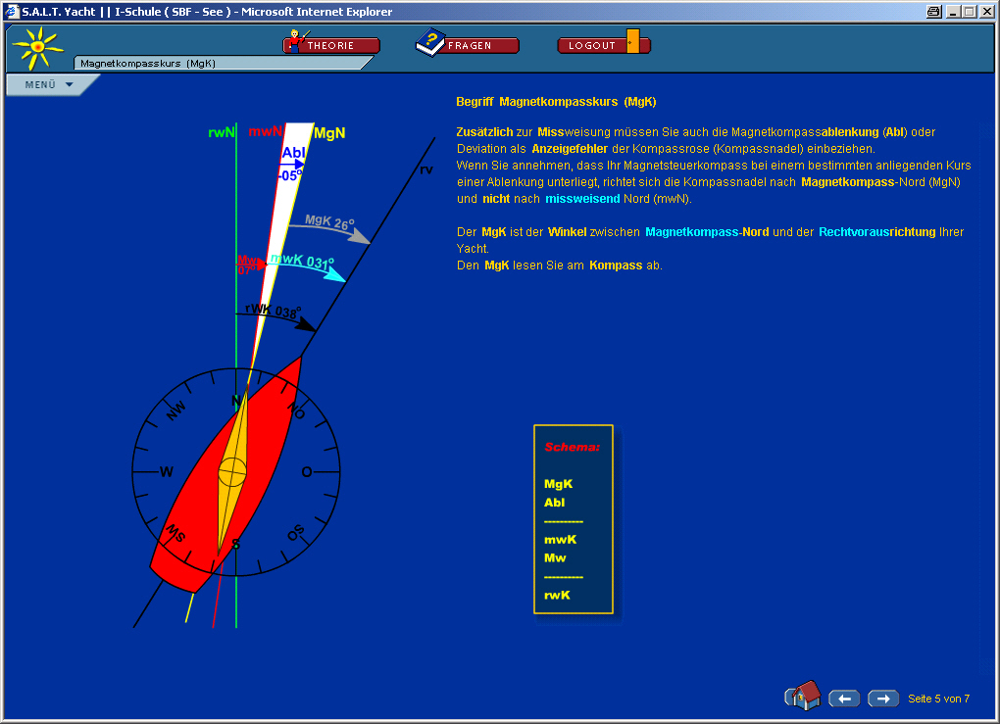 S.A.L.T. Yacht || I-Schule ( SBF - See ) - Microsoft Internet Explorer
THEORIE
FRAGEN
LOGOUT
Magnetkompasskurs (MgK)
MENÜ
Begriff Magnetkompasskurs (MgK)
Zusätzlich zur Missweisung müssen Sie auch die Magnetkompassablenkung (Abl) oder
Deviation als Anzeigefehler der Kompassrose (Kompassnadel) einbeziehen.
Wenn Sie annehmen, dass Ihr Magnetsteuerkompass bei einem bestimmten anliegenden Kurs
einer Ablenkung unterliegt, richtet sich die Kompassnadel nach Magnetkompass-Nord (MgN)
und nicht nach missweisend Nord (mwN).
Der MgK ist der Winkel zwischen Magnetkompass-Nord und der Rechtvorausrichtung Ihrer
Yacht.
Den MgK lesen Sie am Kompass ab.
rwN
mwN
MgN
Abl
-05°
rv
MgK 26°
mwK 031°
Mw
07°
rWK 038°
N
NO
O
SO
S
SW
W
NW
Schema:
MgK
Abl
----------
mwK
Mw
----------
rwK
Seite 5 von 7